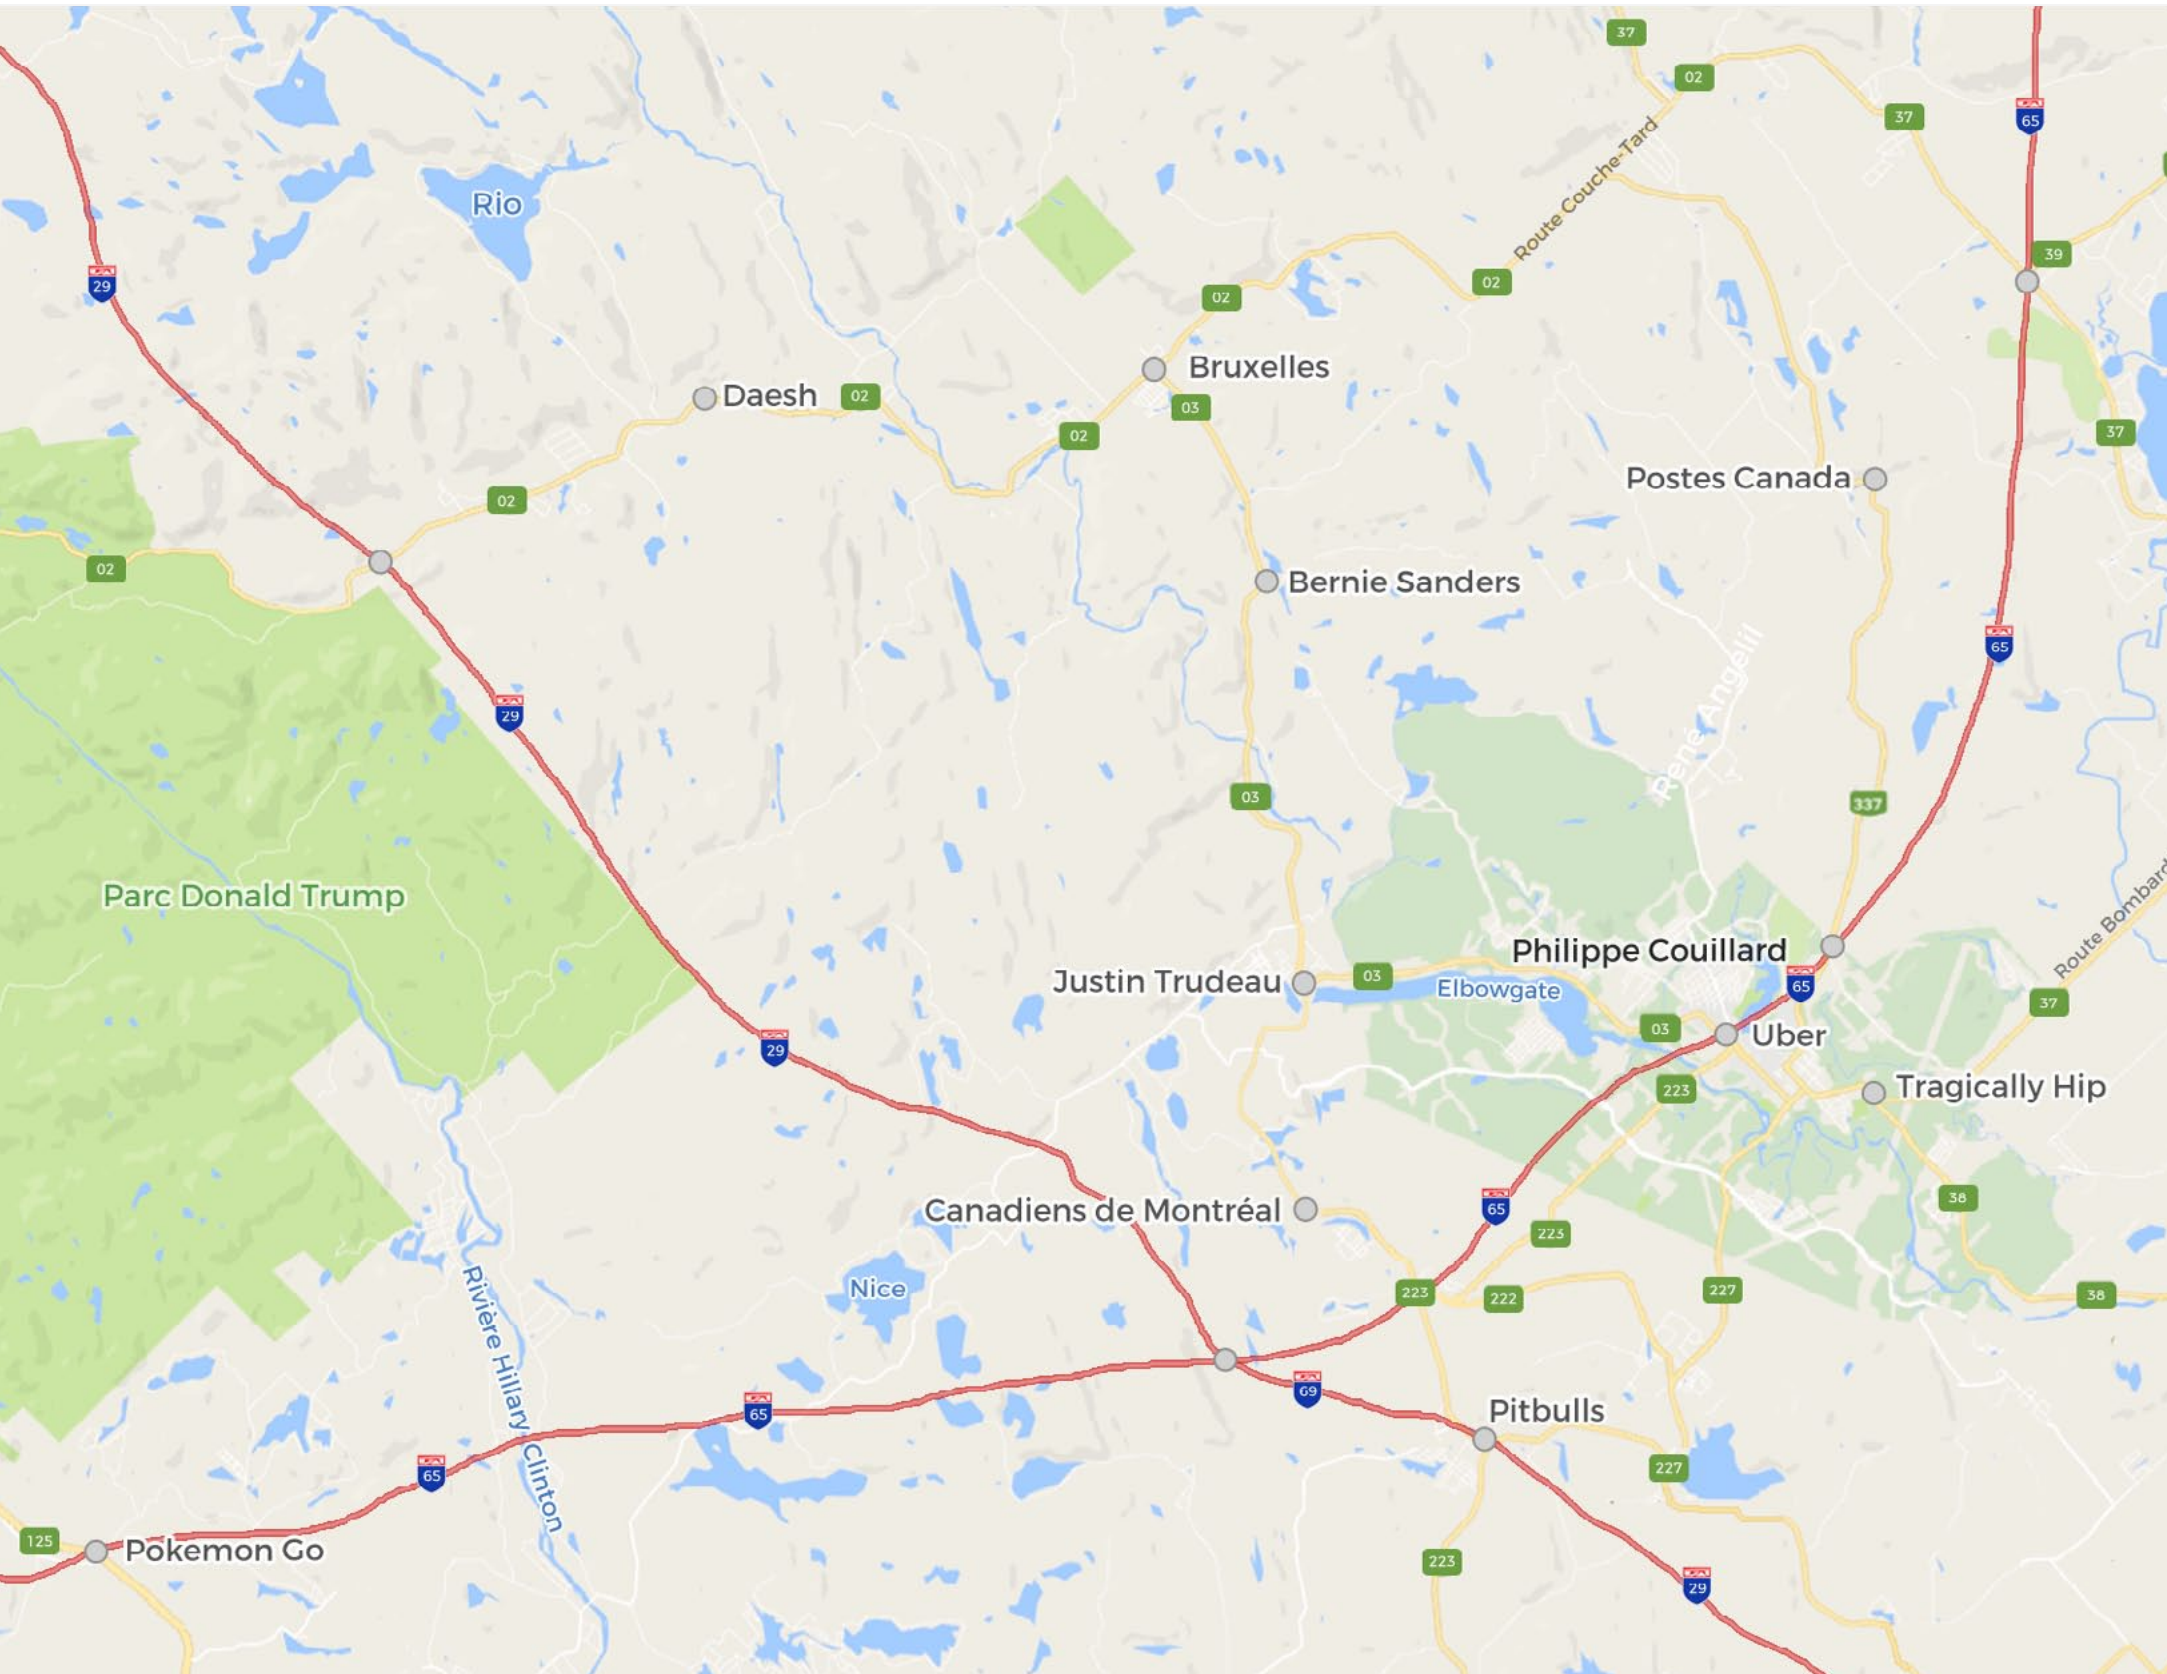 37
02
37
65
Route Couche-Tard
Rio
39
29
02
02
Bruxelles
Daesh
02
03
02
37
Postes Canada
02
02
Bernie Sanders
65
René Angélil
29
03
337
Parc Donald Trump
Route Bombard
Philippe Couillard
Justin Trudeau
03
Elbowgate
65
37
03
Uber
29
223
Tragically Hip
38
Canadiens de Montréal
65
223
Nice
223
222
227
38
Rivière Hillary Clinton
69
65
Pitbulls
65
227
125
Pokemon Go
223
29